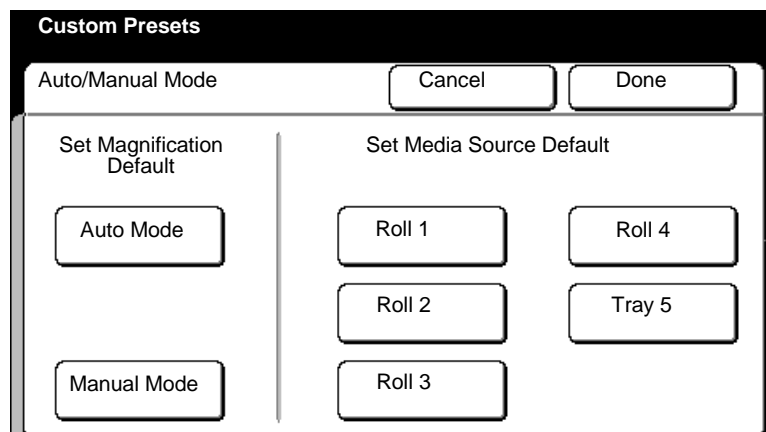 Custom Presets
Auto/Manual Mode
Cancel
Done
Set Magnification
Default
Auto Mode
Manual Mode
Set Media Source Default
Roll 1
Roll 2
Roll 3
Roll 4
Tray 5